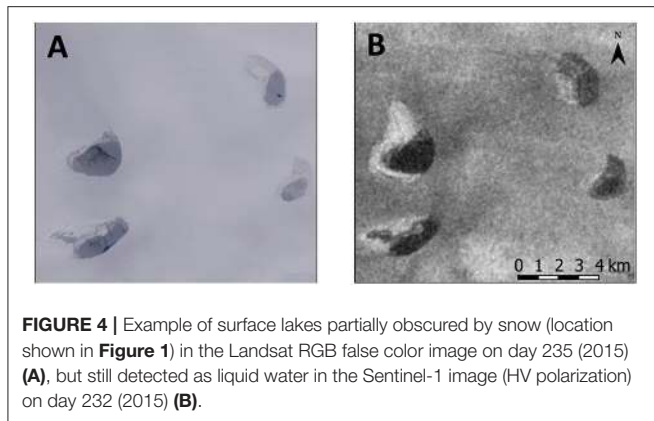 A
B
N
0 1 2 3 4 km
FIGURE 4 | Example of surface lakes partially obscured by snow (location
shown in Figure 1) in the Landsat RGB false color image on day 235 (2015)
(A), but still detected as liquid water in the Sentinel-1 image (HV polarization)
on day 232 (2015) (B).